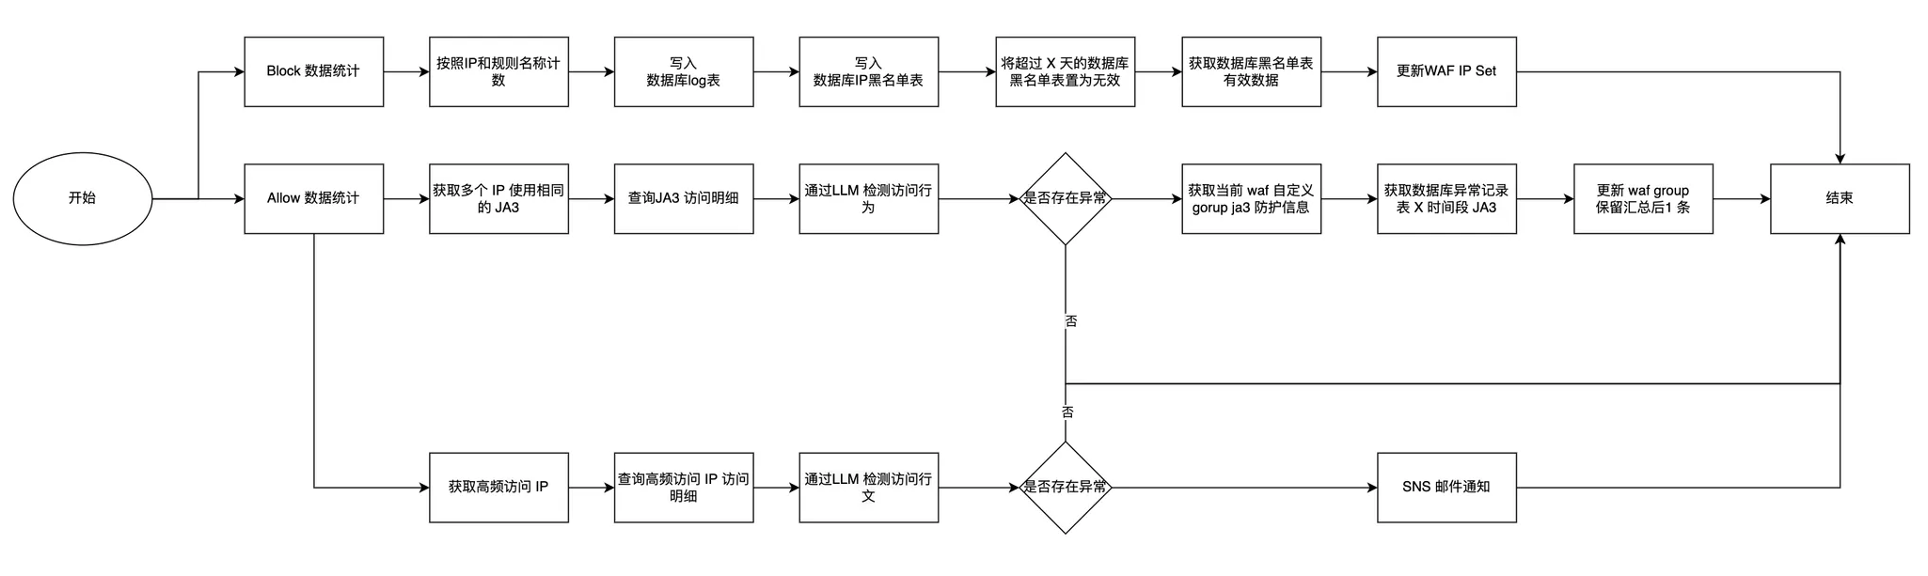 Block 数据统计
按照IP和规则名称计
数
写入
数据库log表
写入
数据库IP黑名单表
将超过 X 天的数据库
黑名单表置为无效
获取数据库黑名单表
有效数据
更新WAF IP Set
开始
Allow 数据统计
获取多个 IP 使用相同
的 JA3
查询JA3 访问明细
通过LLM 检测访问行
为
是否存在异常
获取当前 waf 自定义
gorup ja3 防护信息
获取数据库异常记录
表 X 时间段 JA3
更新 waf group
保留汇总后1 条
结束
否
否
获取高频访问 IP
查询高频访问 IP 访问
明细
通过LLM 检测访问行
文
是否存在异常
SNS 邮件通知